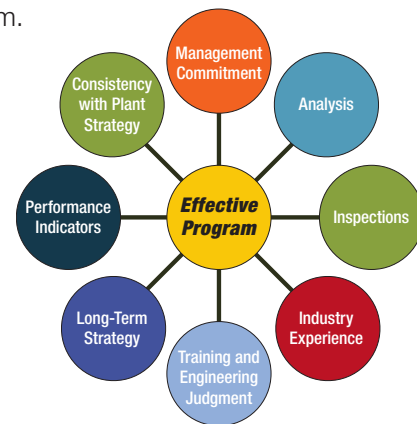 m.
Management
Commitment
Consistency
with Plant
Strategy
Analysis
Performance
Indicators
Effective
Program
Inspections
Long-Term
Strategy
Industry
Experience
Training and
Engineering
Judgment